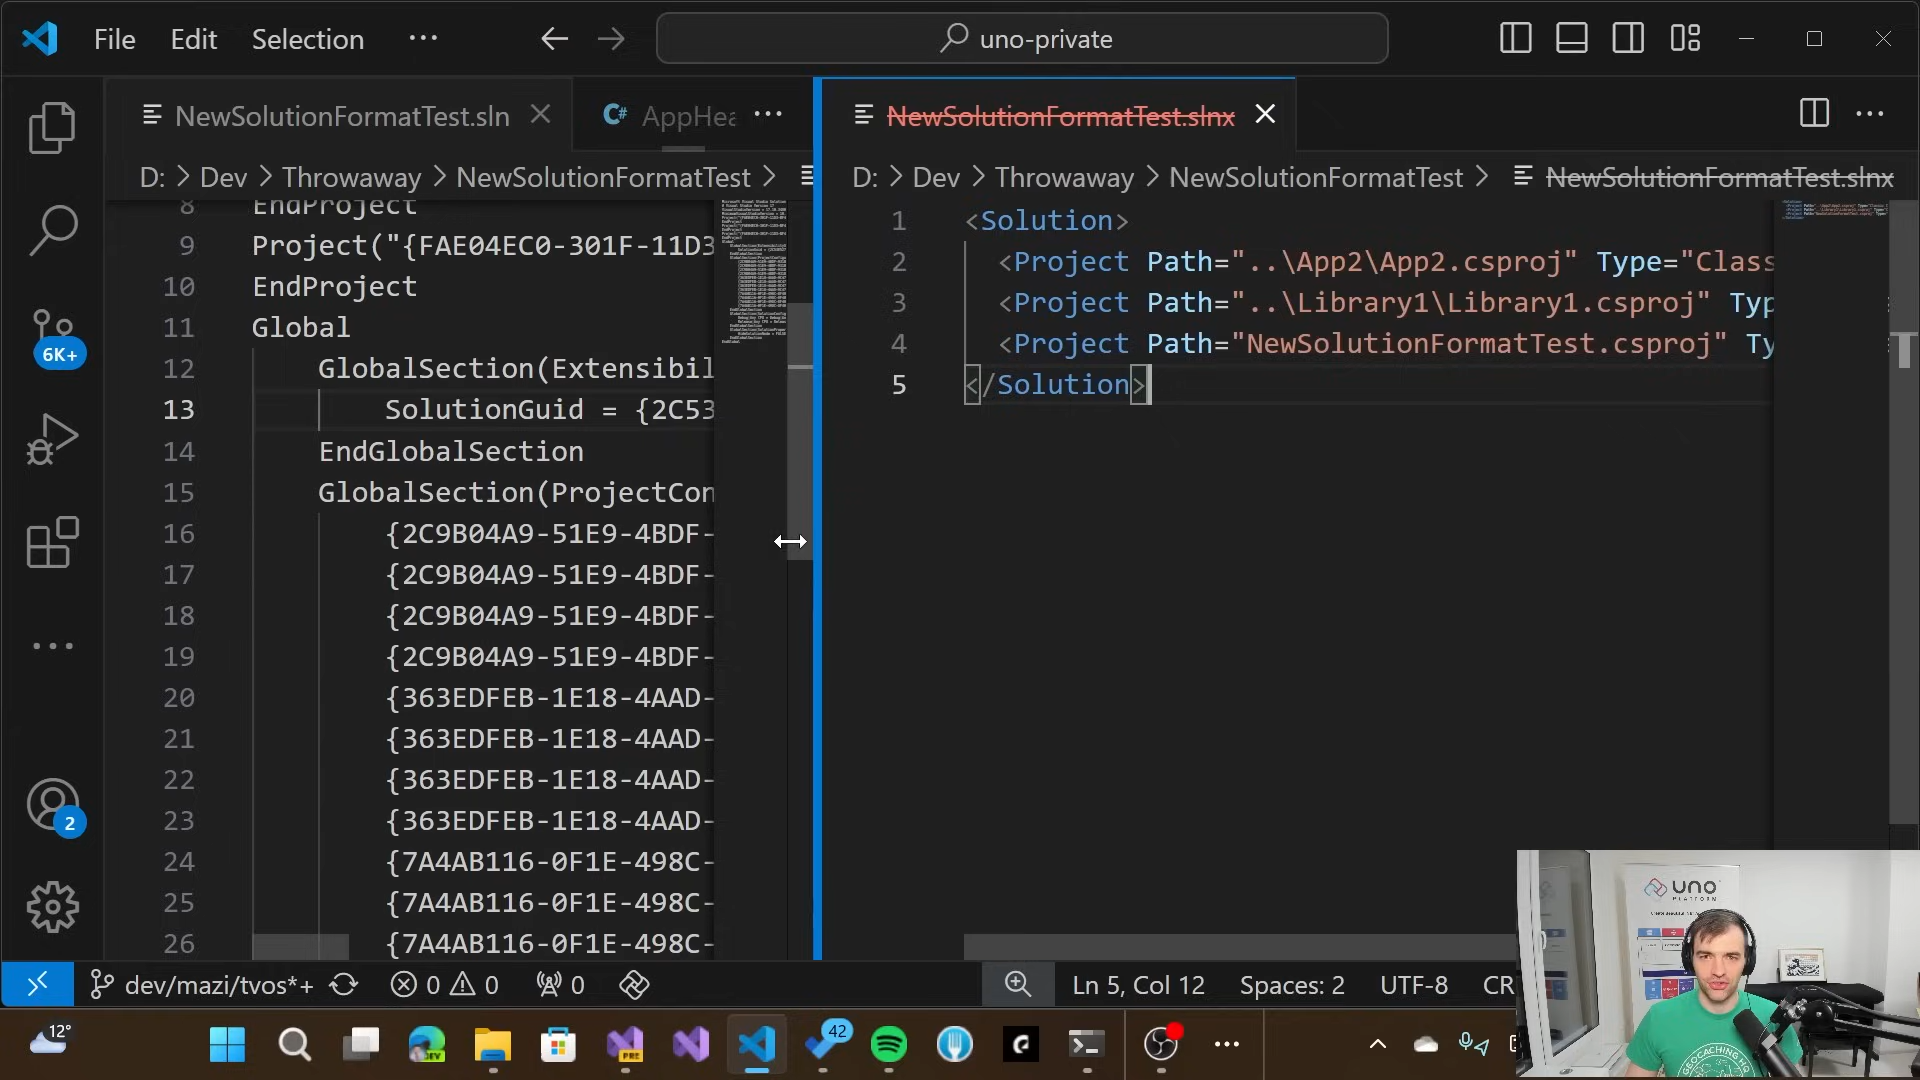 File Edit Selection ··· uno-private
NewSolutionFormatTest.sln
AppHea ···
NewSolutionFormatTest.slnx
D: > Dev > Throwaway > NewSolutionFormatTest >
D: > Dev > Throwaway > NewSolutionFormatTest > NewSolutionFormatTest.slnx
8 EndProject
9 Project("{FAE04EC0-301F-11D3
10 EndProject
11 Global
12 GlobalSection(Extensibil
13 SolutionGuid = {2C53
14 EndGlobalSection
15 GlobalSection(ProjectCon
16 {2C9B04A9-51E9-4BDF-
17 {2C9B04A9-51E9-4BDF-
18 {2C9B04A9-51E9-4BDF-
19 {2C9B04A9-51E9-4BDF-
20 {363EDFEB-1E18-4AAD-
21 {363EDFEB-1E18-4AAD-
22 {363EDFEB-1E18-4AAD-
23 {363EDFEB-1E18-4AAD-
24 {7A4AB116-0F1E-498C-
25 {7A4AB116-0F1E-498C-
26 {7A4AB116-0F1E-498C-
1 <Solution>
2 <Project Path="..\App2\App2.csproj" Type="Class
3 <Project Path="..\Library1\Library1.csproj" Typ
4 <Project Path="NewSolutionFormatTest.csproj" Ty
5 </Solution>
6K+
2
uno
PLATFORM
GEOCACHING HQ
dev/mazi/tvos*+ 0 0 0 Ln 5, Col 12 Spaces: 2 UTF-8 CR
12°
DEV
PRE
42